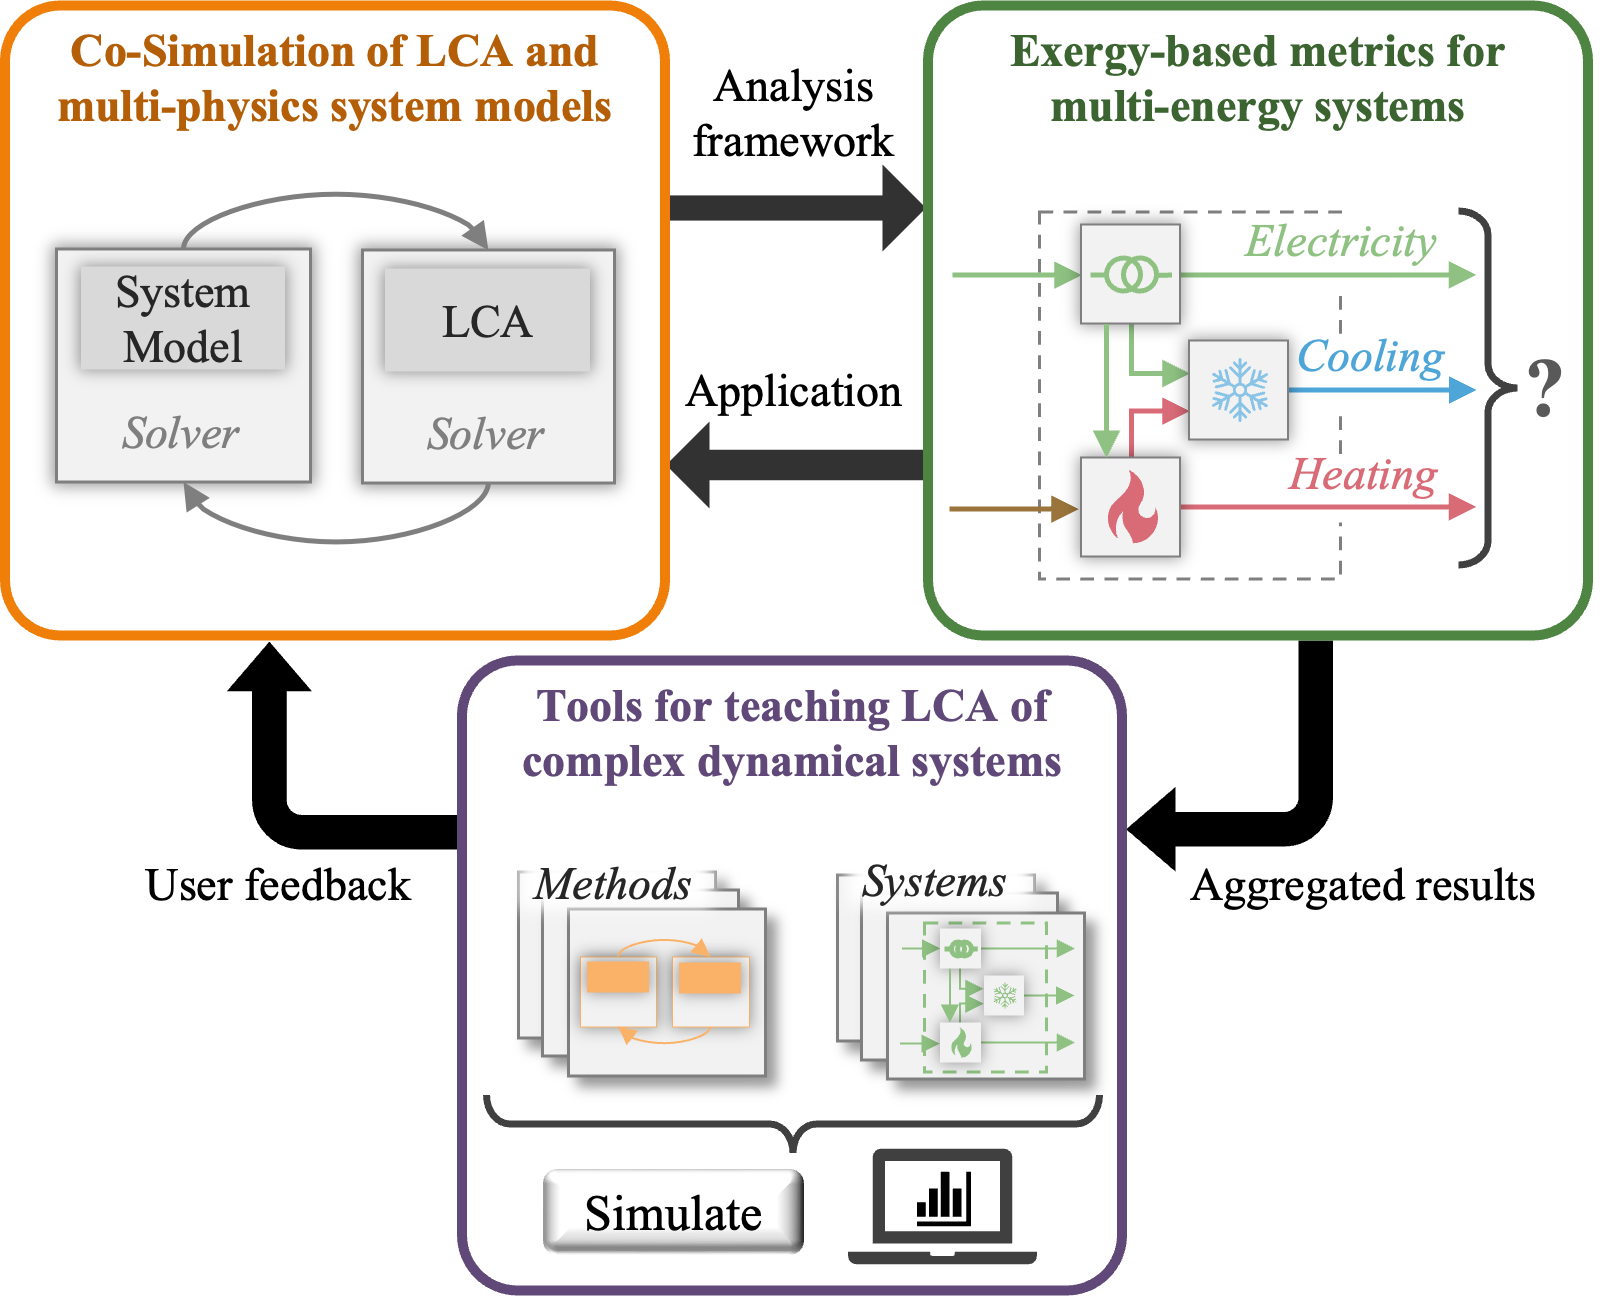 Co-Simulation of LCA and
multi-physics system models
System
Model
Solver
LCA
Solver
Analysis
framework
Application
Exergy-based metrics for
multi-energy systems
Electricity
Cooling
Heating
?
Tools for teaching LCA of
complex dynamical systems
Methods
Systems
Simulate
User feedback
Aggregated results